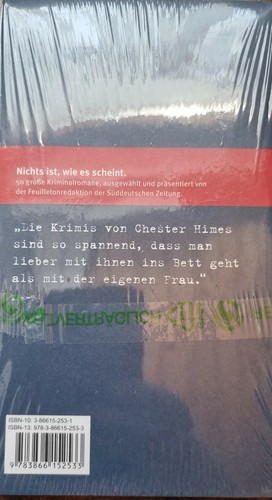 Nichts ist, wie es scheint.
50 große Kriminalromane, ausgewählt und präsentiert von
der Feuilletonredaktion der Süddeutschen Zeitung.
„Die Krimis von Chester Himes
sind so spannend, dass man
lieber mit ihnen ins Bett geht
als mit der eigenen Frau.“
VERTRAGLICH
ISBN-10: 3-86615-253-1
ISBN-13: 978-3-86615-253-3
9 783866 152533